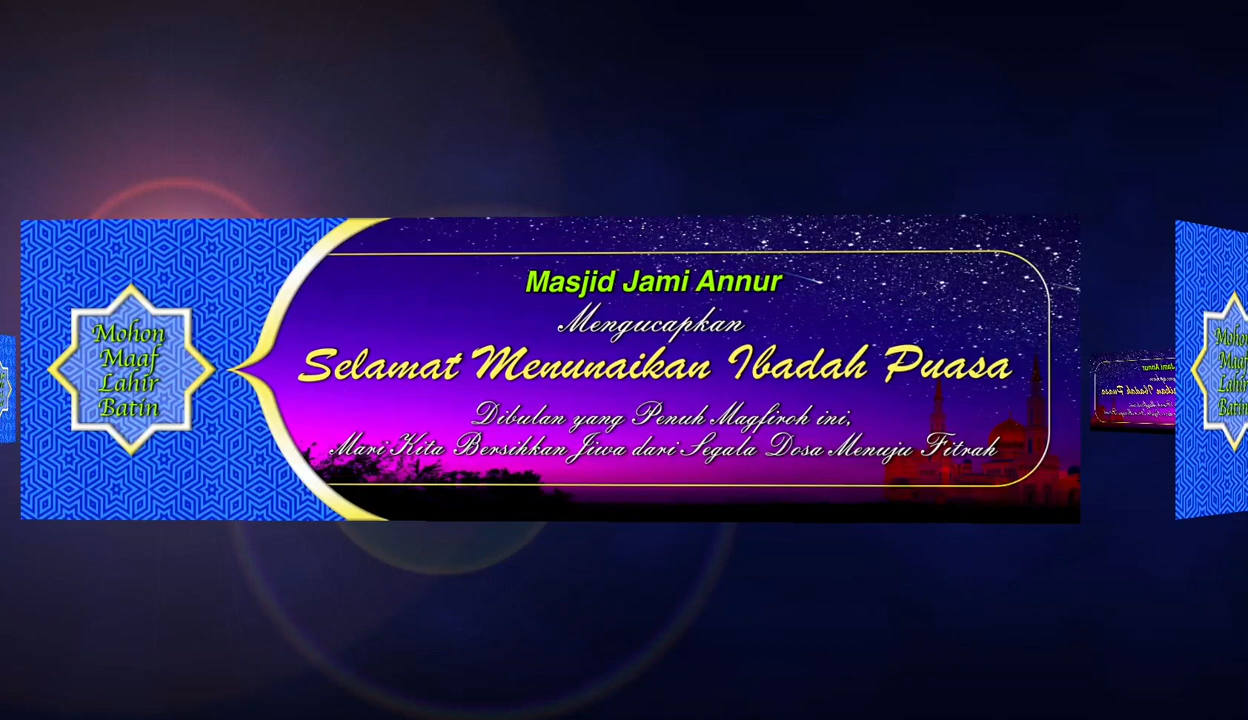 Mohon
Maaf
Lahir
Batin
Masjid Jami Annur
Mengucapkan
Selamat Menunaikan Ibadah Puasa
Dibulan yang Penuh Magfiroh ini,
Mari Kita Bersihkan Jiwa dari Segala Dosa Menuju Fitrah